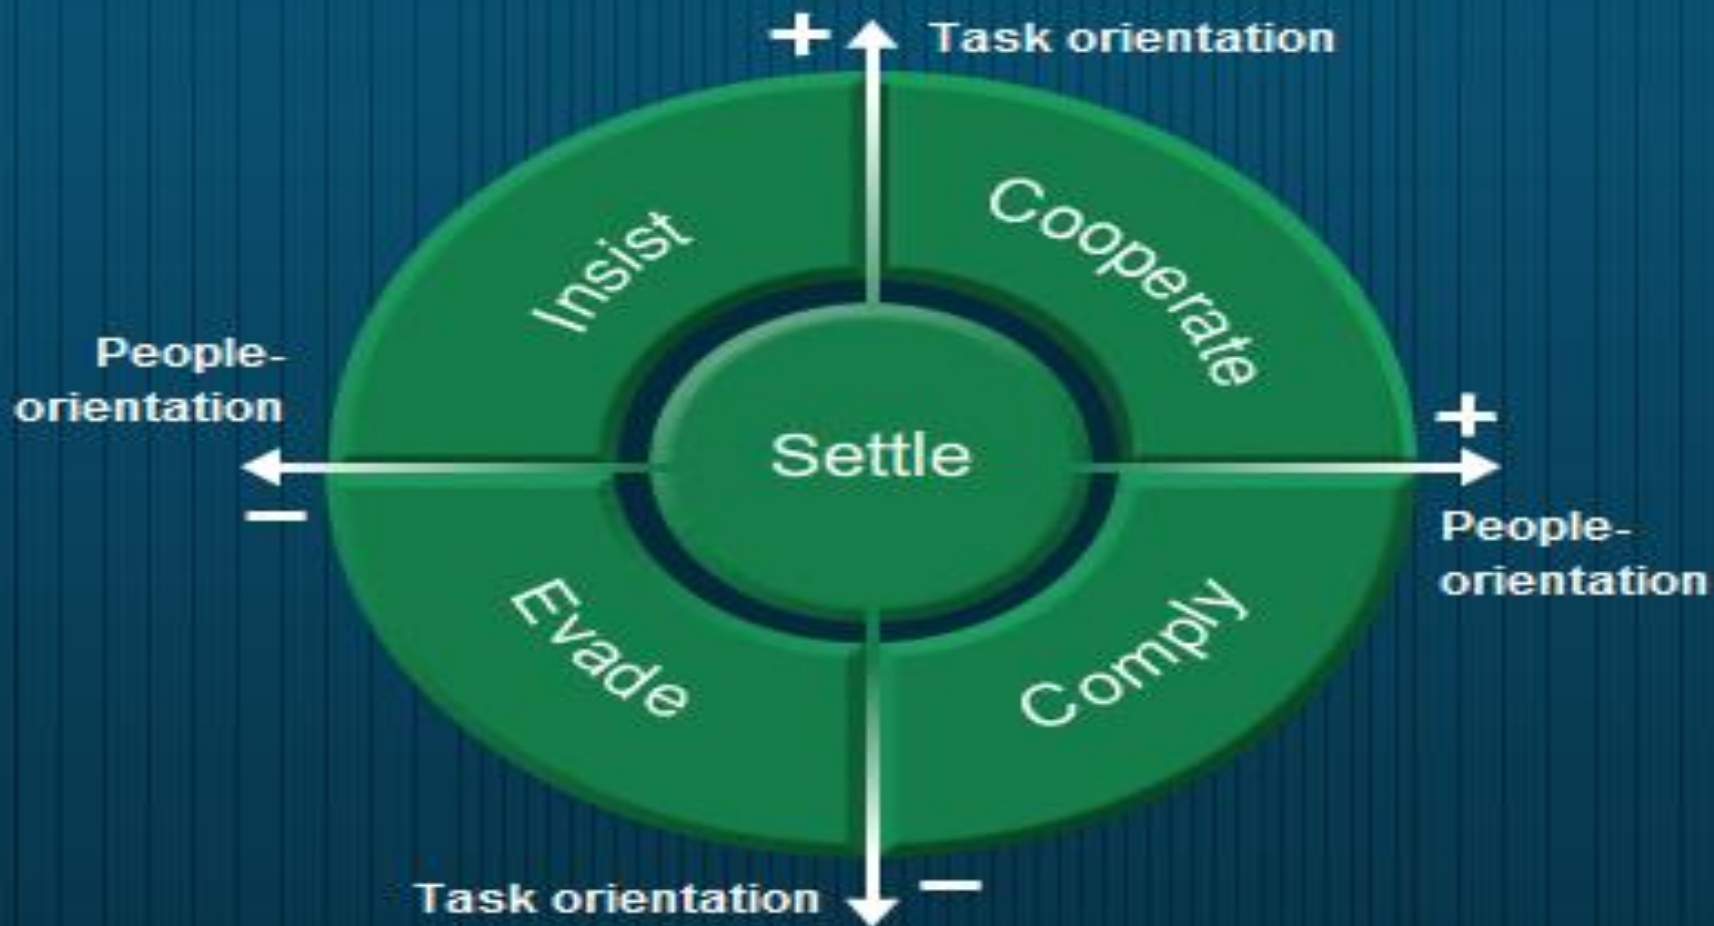 + Task orientation
Insist
Cooperate
People-
orientation
+
Settle
–
People-
orientation
Evade
Comply
Task orientation –